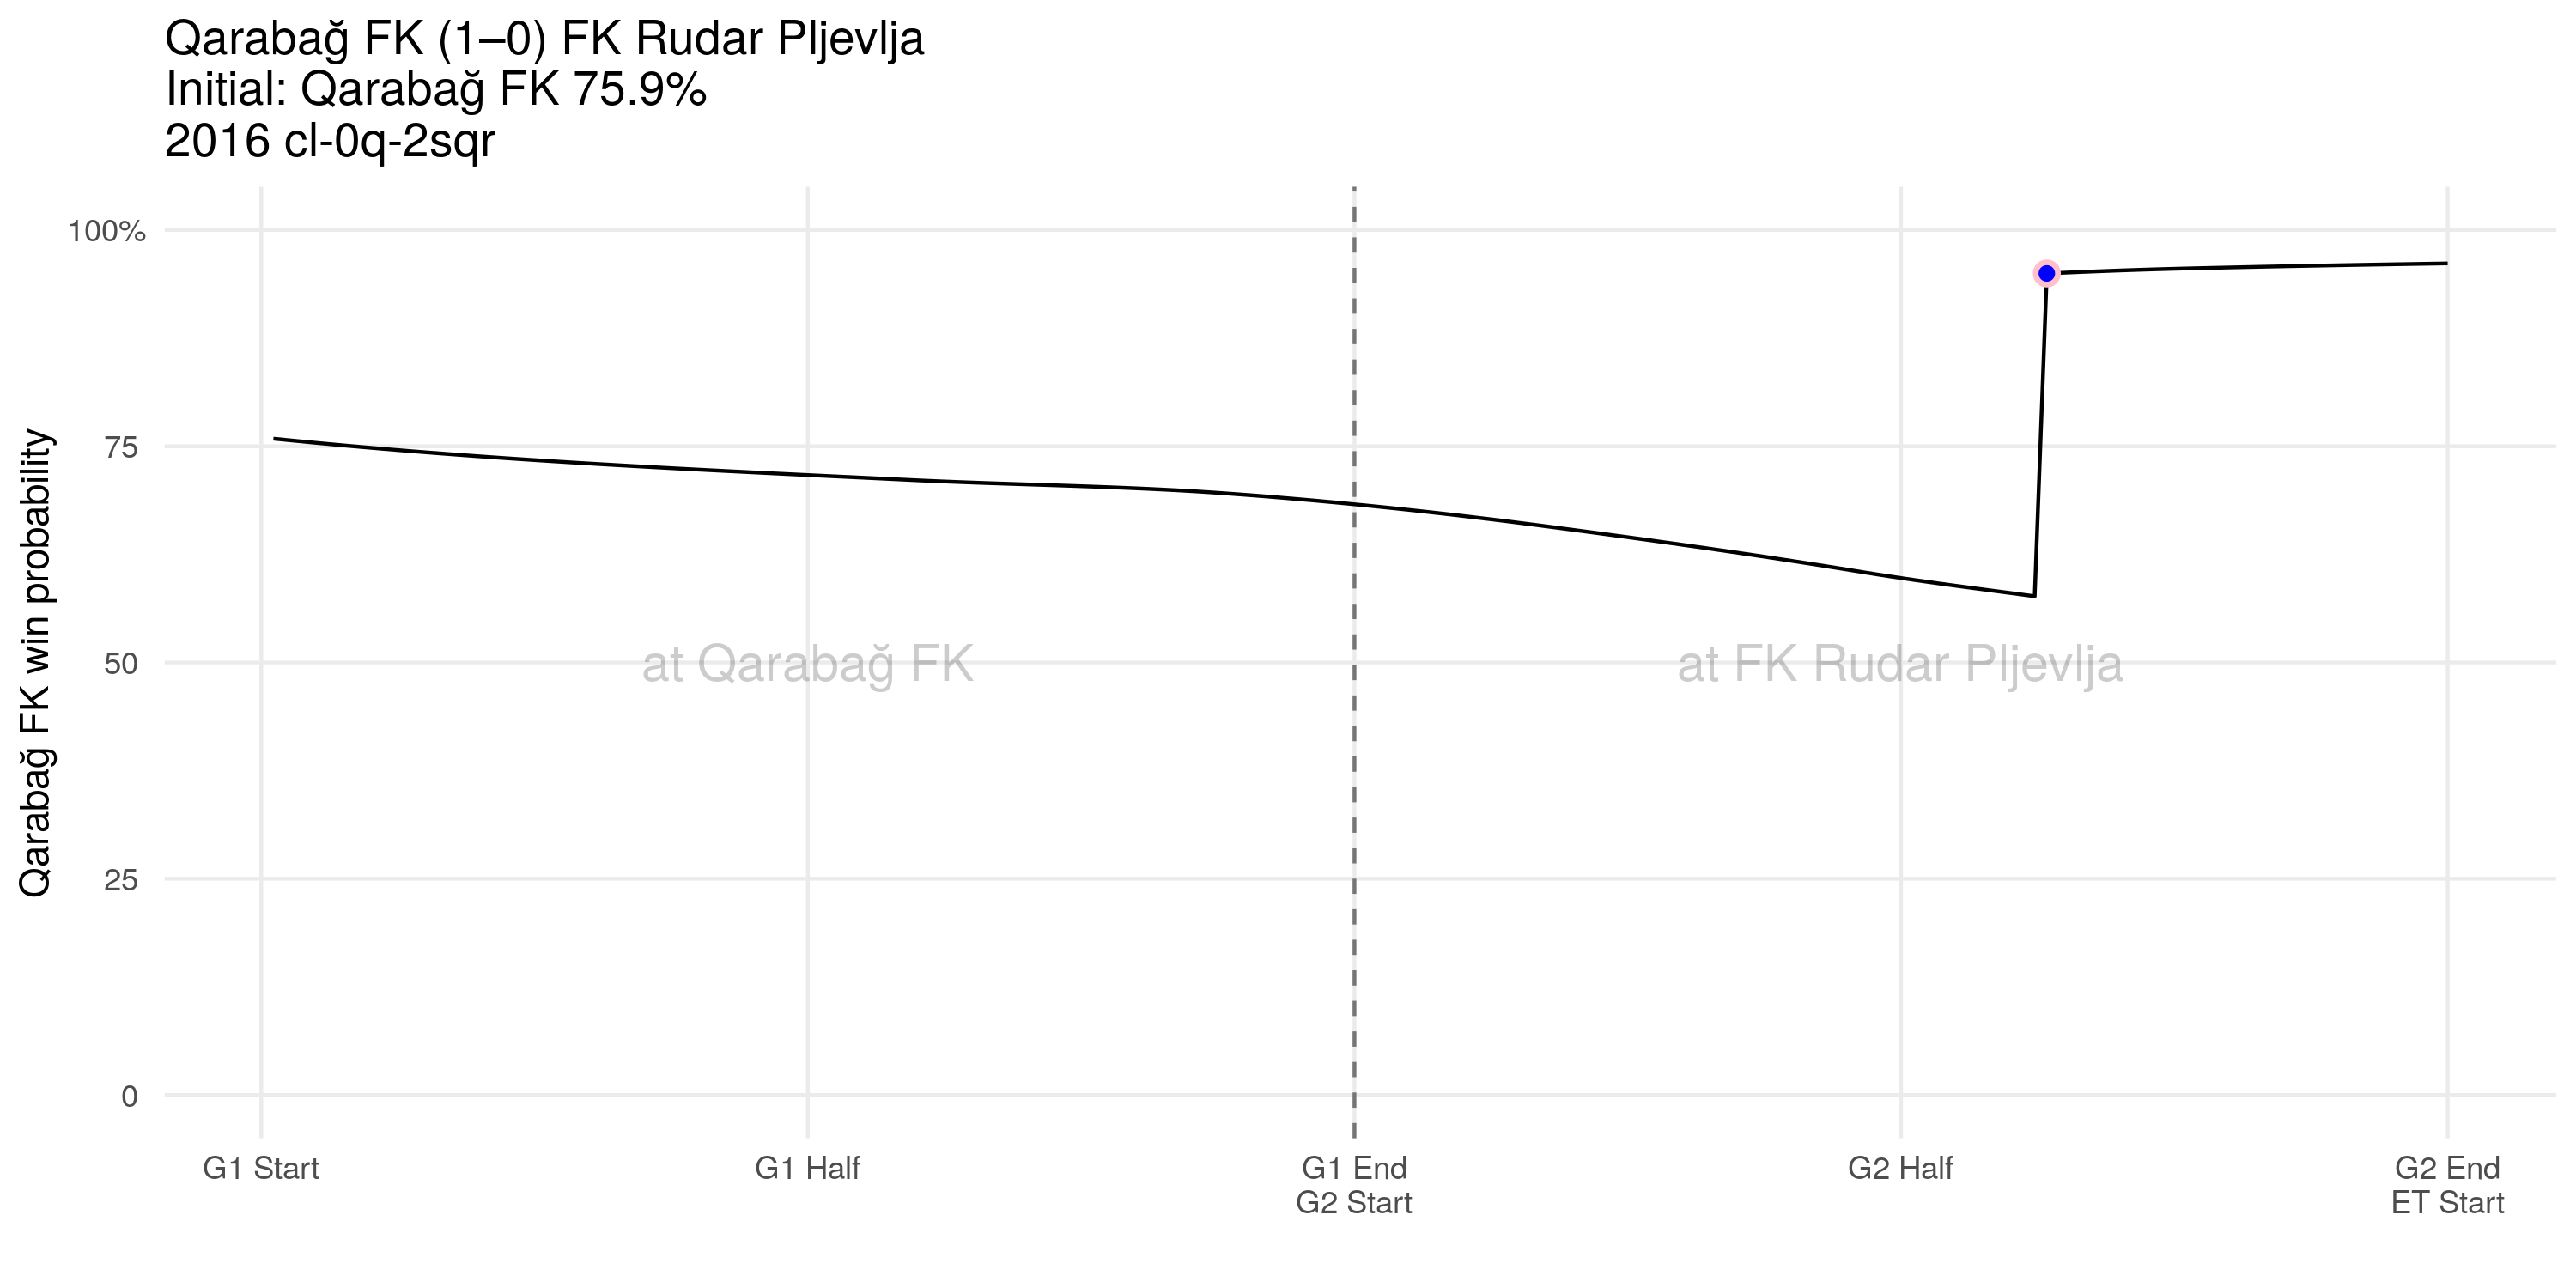 Qarabağ FK (1–0) FK Rudar Pljevlja
Initial: Qarabağ FK 75.9%
2016 cl-0q-2sqr
Qarabağ FK win probability
100%
75
50
25
0
at Qarabağ FK
at FK Rudar Pljevlja
G1 Start
G1 Half
G1 End
G2 Start
G2 Half
G2 End
ET Start